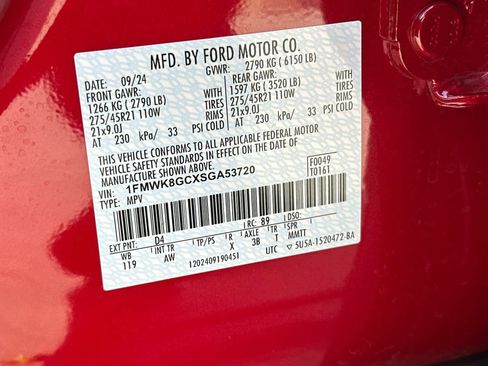 MFD. BY FORD MOTOR CO.
DATE: 09/24 GVWR: 2790 KG ( 6150 LB)
FRONT GAWR: REAR GAWR:
1266 KG ( 2790 LB) WITH 1597 KG ( 3520 LB) WITH
275/45R21 110W TIRES 275/45R21 110W TIRES
21x9.0J RIMS 21x9.0J RIMS
AT 230 kPa/ 33 PSI COLD AT 230 kPa/ 33 PSI COLD
THIS VEHICLE CONFORMS TO ALL APPLICABLE FEDERAL MOTOR
VEHICLE SAFETY STANDARDS IN EFFECT ON THE DATE OF
MANUFACTURE SHOWN ABOVE.
VIN: 1FMWK8GCXSGA53720 F0049
TYPE: MPV T0161
EXT PNT: D4 RC: 89 DSO:
WB INT TR TP/PS R AXLE TR SPR
119 AW X 3B T MMTT
120240919 0451 UTC 5U5A-1520472-BA